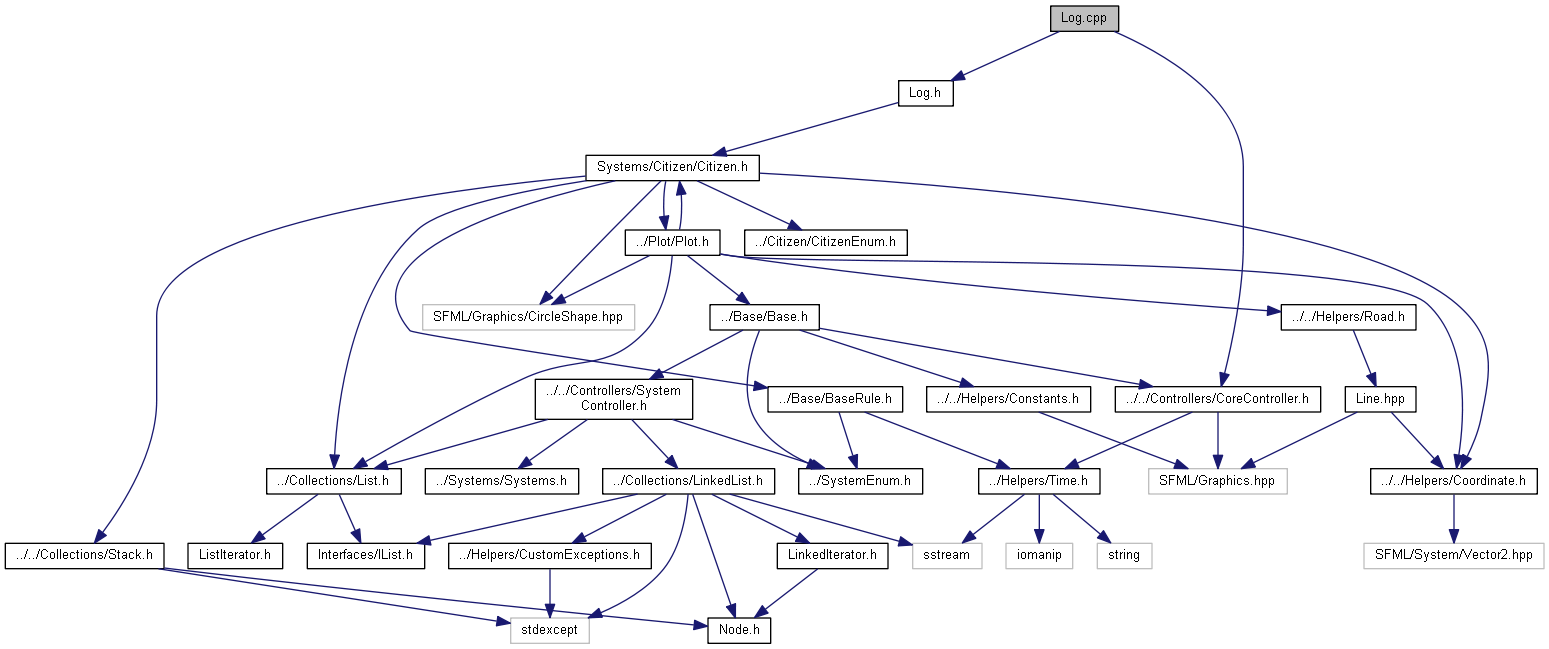 Log.cpp
Log.h
Systems/Citizen/Citizen.h
../Plot/Plot.h
../Citizen/CitizenEnum.h
SFML/Graphics/CircleShape.hpp
../Base/Base.h
../../Helpers/Road.h
../../Controllers/System
Controller.h
../Base/BaseRule.h
../../Helpers/Constants.h
../../Controllers/CoreController.h
Line.hpp
../Collections/List.h
../Systems/Systems.h
../Collections/LinkedList.h
../SystemEnum.h
../Helpers/Time.h
SFML/Graphics.hpp
../../Helpers/Coordinate.h
../../Collections/Stack.h
ListIterator.h
Interfaces/IList.h
../Helpers/CustomExceptions.h
LinkedIterator.h
sstream
iomanip
string
SFML/System/Vector2.hpp
stdexcept
Node.h